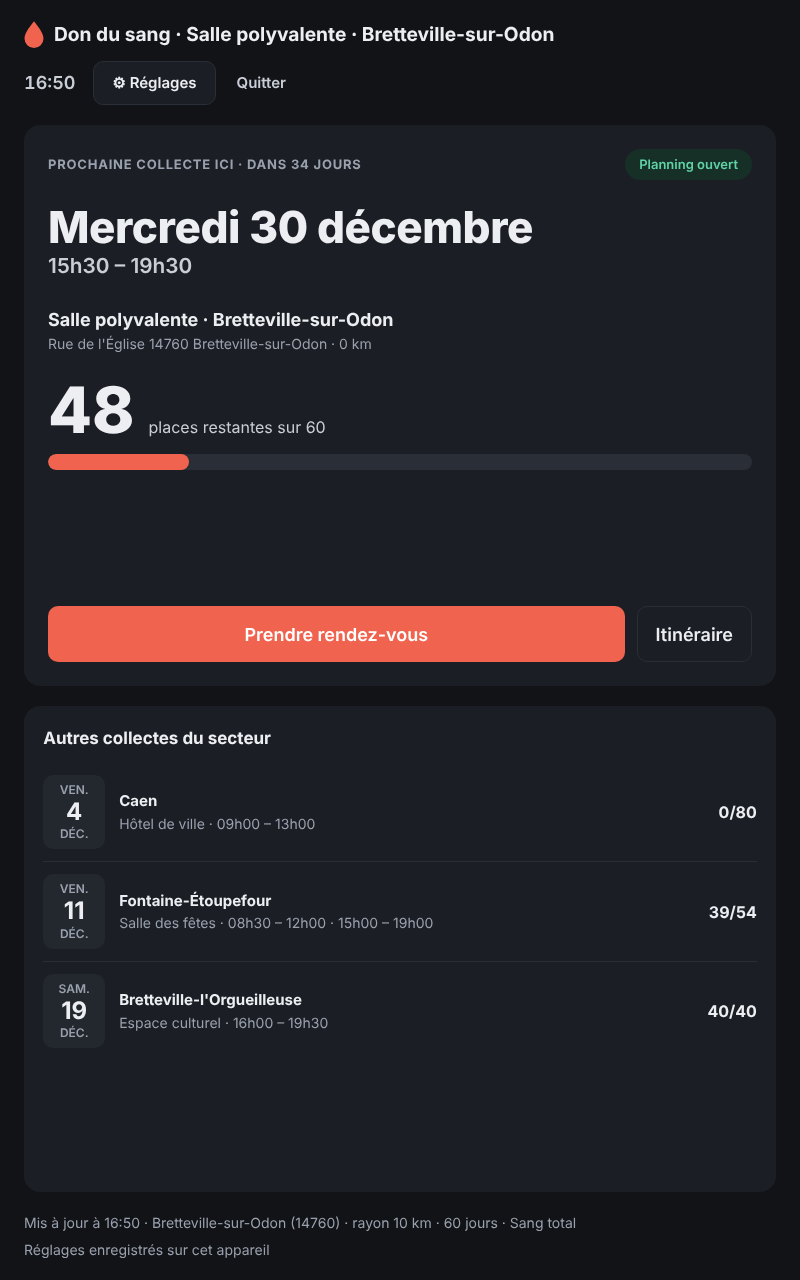 Don du sang · Salle polyvalente · Bretteville-sur-Odon
16:50 ⚙ Réglages Quitter
PROCHAINE COLLECTE ICI · DANS 34 JOURS Planning ouvert
Mercredi 30 décembre
15h30 – 19h30
Salle polyvalente · Bretteville-sur-Odon
Rue de l'Église 14760 Bretteville-sur-Odon · 0 km
48 places restantes sur 60
Prendre rendez-vous Itinéraire
Autres collectes du secteur
VEN.
4
DÉC.
Caen
Hôtel de ville · 09h00 – 13h00
0/80
VEN.
11
DÉC.
Fontaine-Étoupefour
Salle des fêtes · 08h30 – 12h00 · 15h00 – 19h00
39/54
SAM.
19
DÉC.
Bretteville-l'Orgueilleuse
Espace culturel · 16h00 – 19h30
40/40
Mis à jour à 16:50 · Bretteville-sur-Odon (14760) · rayon 10 km · 60 jours · Sang total
Réglages enregistrés sur cet appareil